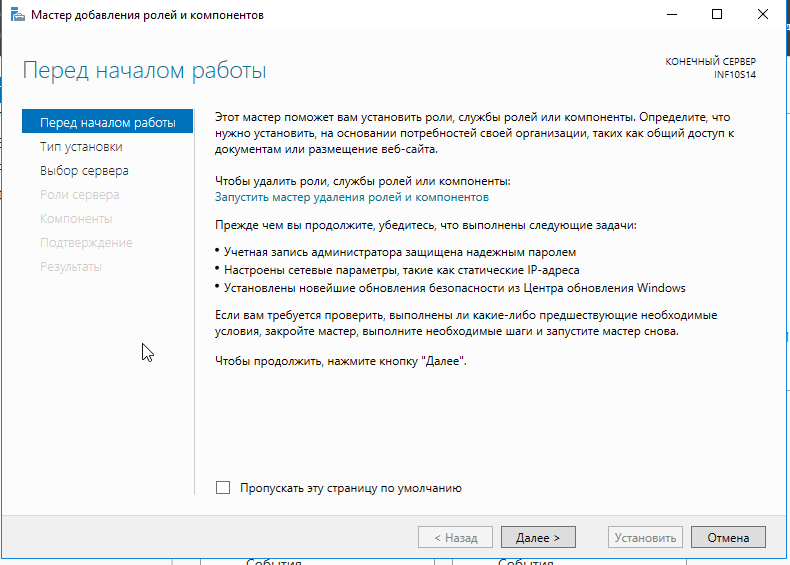 Мастер добавления ролей и компонентов
Перед началом работы
КОНЕЧНЫЙ СЕРВЕР
INF10S14
Перед началом работы
Тип установки
Выбор сервера
Роли сервера
Компоненты
Подтверждение
Результаты
Этот мастер поможет вам установить роли, службы ролей или компоненты. Определите, что
нужно установить, на основании потребностей своей организации, таких как общий доступ к
документам или размещение веб-сайта.
Чтобы удалить роли, службы ролей или компоненты:
Запустить мастер удаления ролей и компонентов
Прежде чем вы продолжите, убедитесь, что выполнены следующие задачи:
• Учетная запись администратора защищена надежным паролем
• Настроены сетевые параметры, такие как статические IP-адреса
• Установлены новейшие обновления безопасности из Центра обновления Windows
Если вам требуется проверить, выполнены ли какие-либо предшествующие необходимые
условия, закройте мастер, выполните необходимые шаги и запустите мастер снова.
Чтобы продолжить, нажмите кнопку "Далее".
Пропускать эту страницу по умолчанию
< Назад
Далее >
Установить
Отмена
События
События